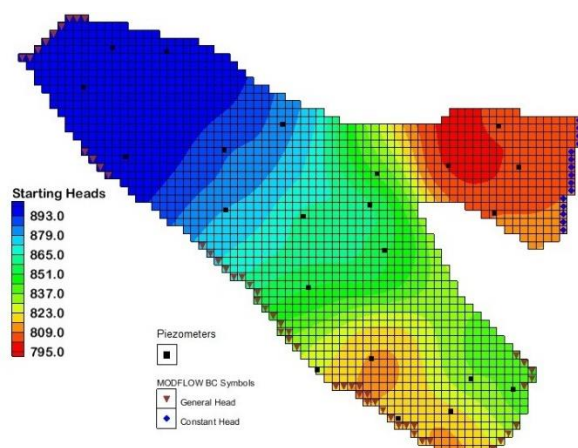 Starting Heads
893.0
879.0
865.0
851.0
837.0
823.0
809.0
795.0
Piezometers
MODFLOW BC Symbols
General Head
Constant Head